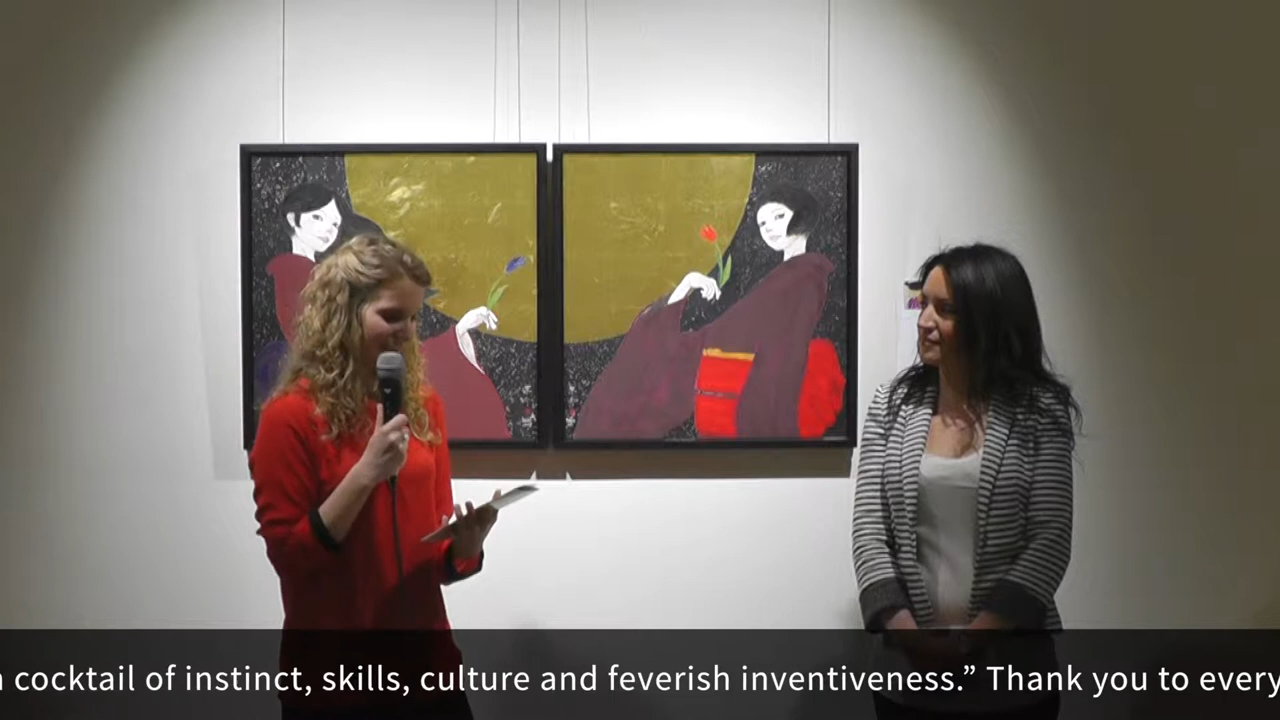 cocktail of instinct, skills, culture and feverish inventiveness.” Thank you to every